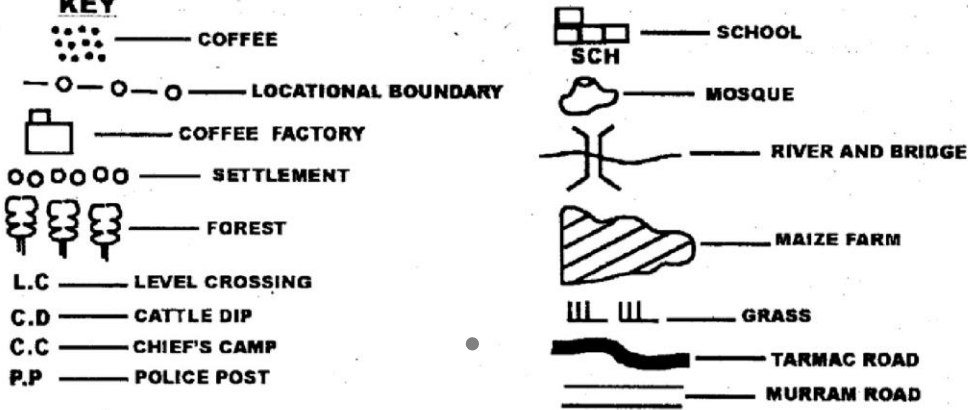 KEY
COFFEE
LOCATIONAL BOUNDARY
COFFEE FACTORY
SETTLEMENT
FOREST
L.C LEVEL CROSSING
C.D CATTLE DIP
C.C CHIEF'S CAMP
P.P POLICE POST
SCH SCHOOL
MOSQUE
RIVER AND BRIDGE
MAIZE FARM
GRASS
TARMAC ROAD
MURRAM ROAD